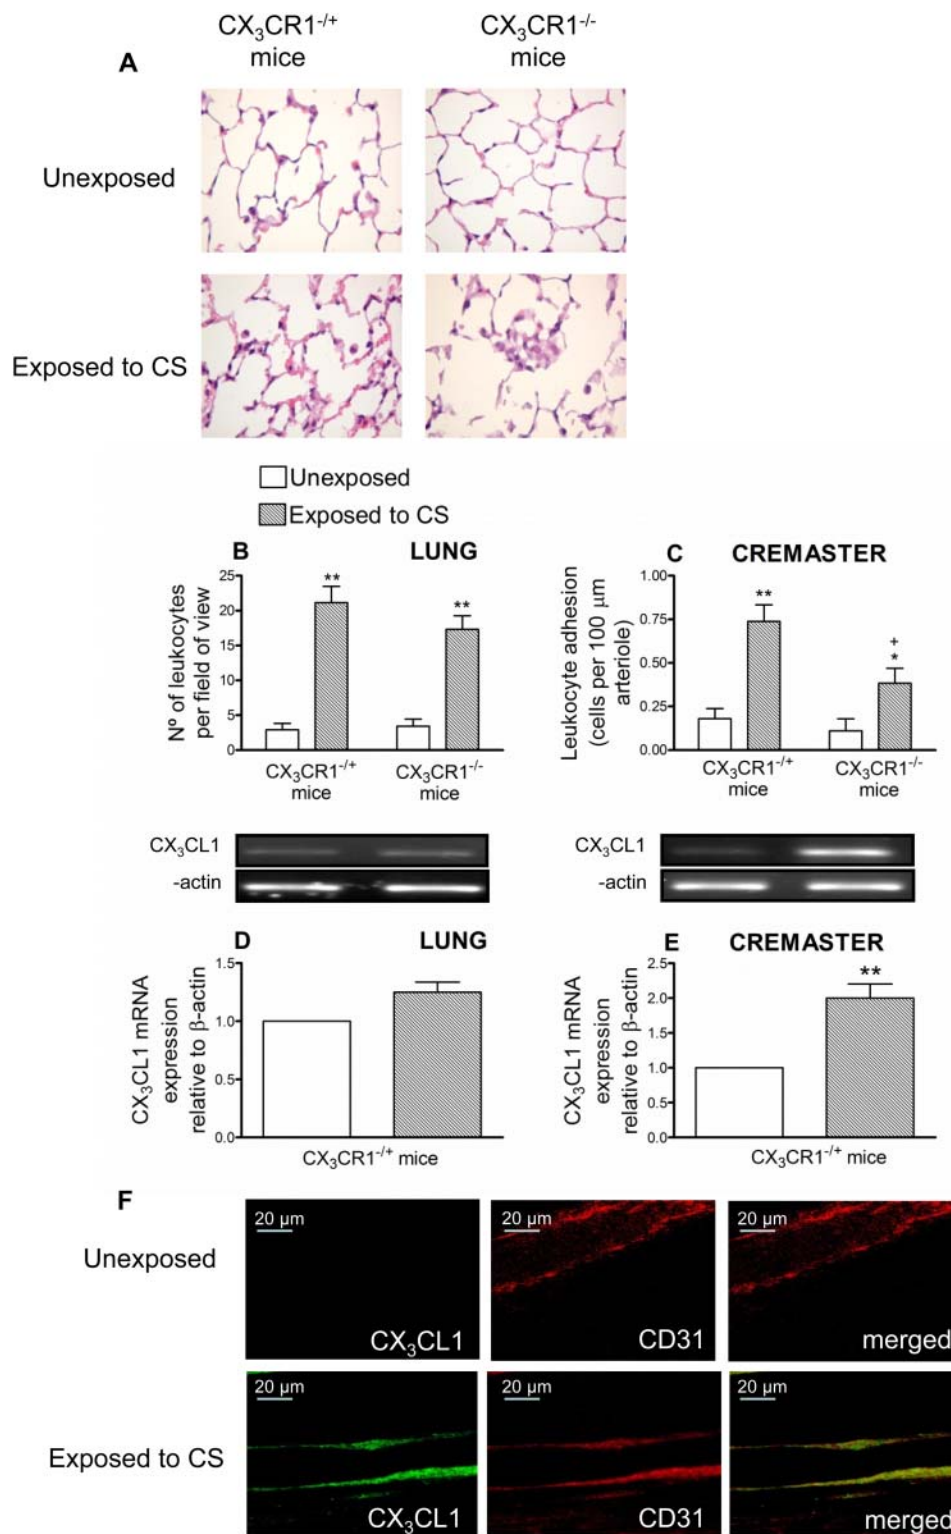 CX₃CR1⁻/⁺ mice
CX₃CR1⁻/⁻ mice
A
Unexposed
Exposed to CS
Unexposed
Exposed to CS
B LUNG
Nº of leukocytes
per field of view
25
20
15
10
5
0
**
**
CX₃CR1⁻/⁺
mice
CX₃CR1⁻/⁻
mice
C CREMASTER
Leukocyte adhesion
(cells per 100 µm
arteriole)
1.00
0.75
0.50
0.25
0.00
**
+
*
CX₃CR1⁻/⁺
mice
CX₃CR1⁻/⁻
mice
CX₃CL1
-actin
CX₃CL1
-actin
D LUNG
CX₃CL1 mRNA
expression
relative to β-actin
1.5
1.0
0.5
0.0
CX₃CR1⁻/⁺ mice
E CREMASTER
CX₃CL1 mRNA
expression
relative to β-actin
2.5
2.0
1.5
1.0
0.5
0.0
**
CX₃CR1⁻/⁺ mice
F
Unexposed
20 µm
CX₃CL1
20 µm
CD31
20 µm
merged
Exposed to CS
20 µm
CX₃CL1
20 µm
CD31
20 µm
merged